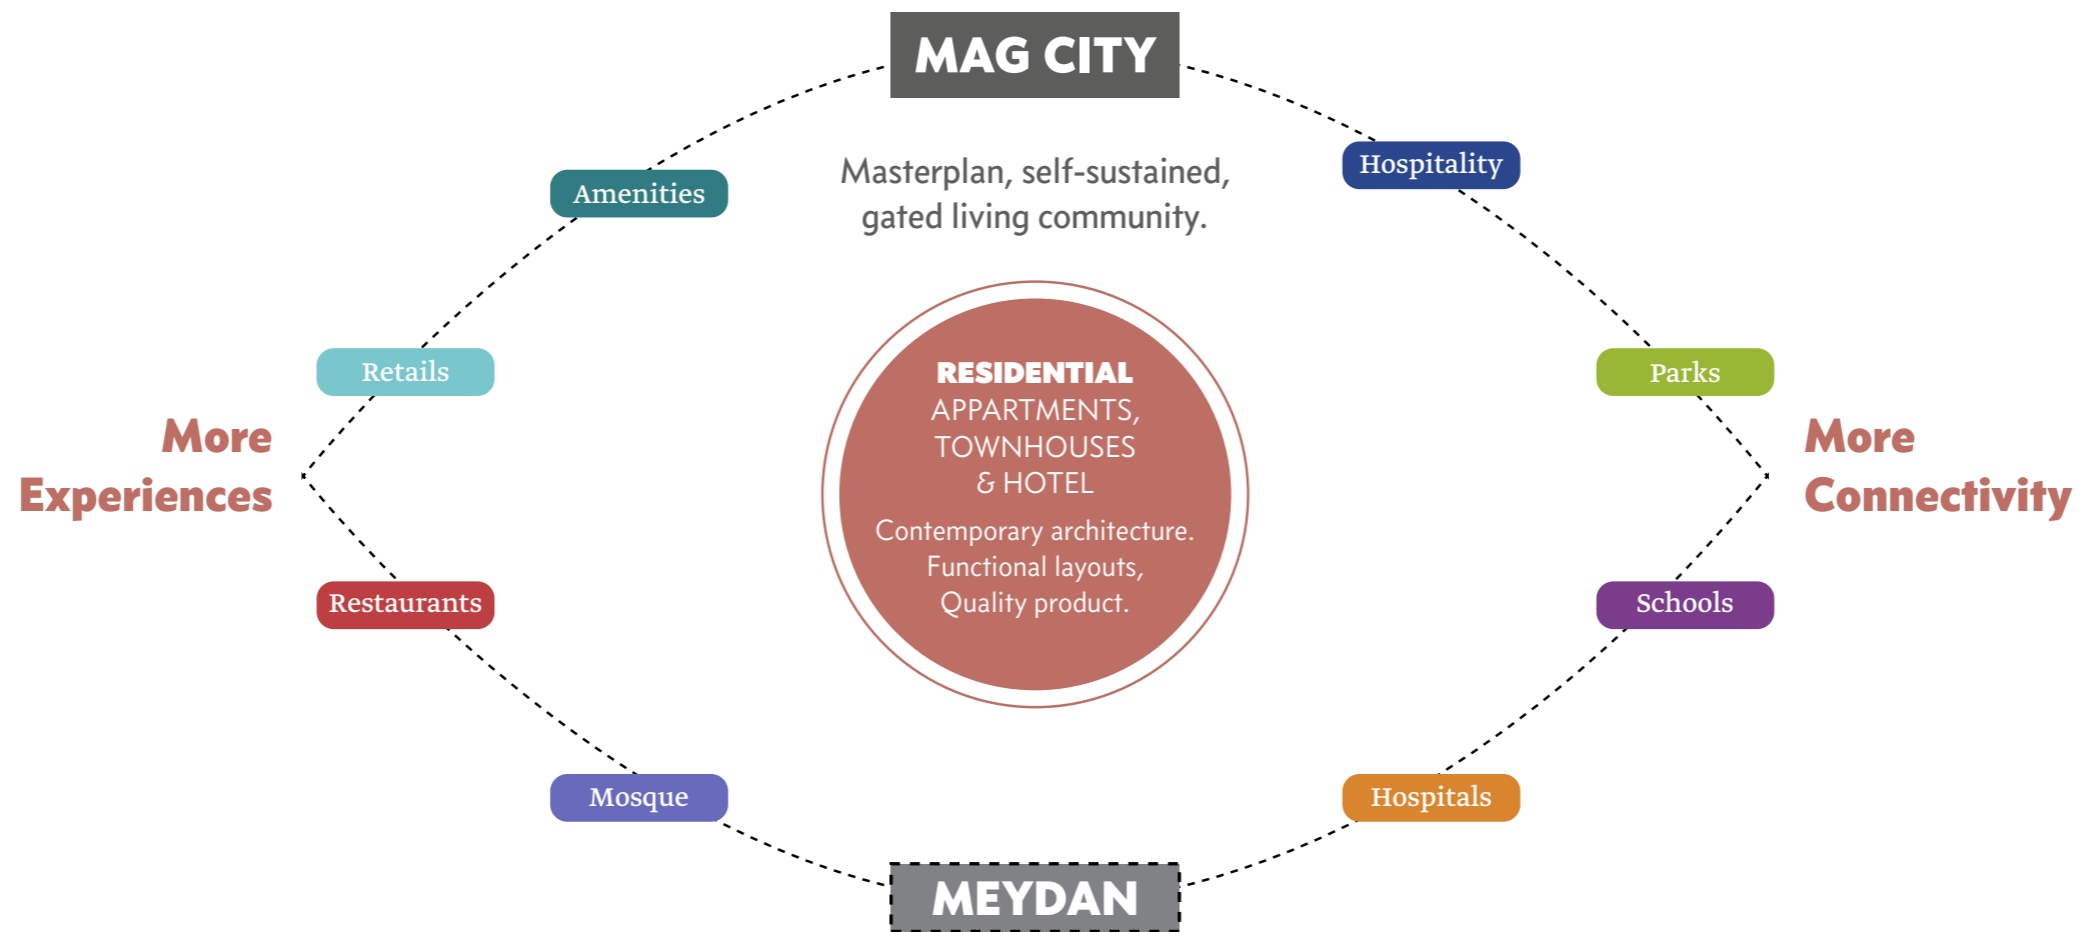 MAG CITY
Masterplan, self-sustained,
gated living community.
Amenities
Hospitality
Retails
Parks
More
Experiences
More
Connectivity
RESIDENTIAL
APPARTMENTS,
TOWNHOUSES
& HOTEL
Contemporary architecture.
Functional layouts,
Quality product.
Restaurants
Schools
Mosque
Hospitals
MEYDAN